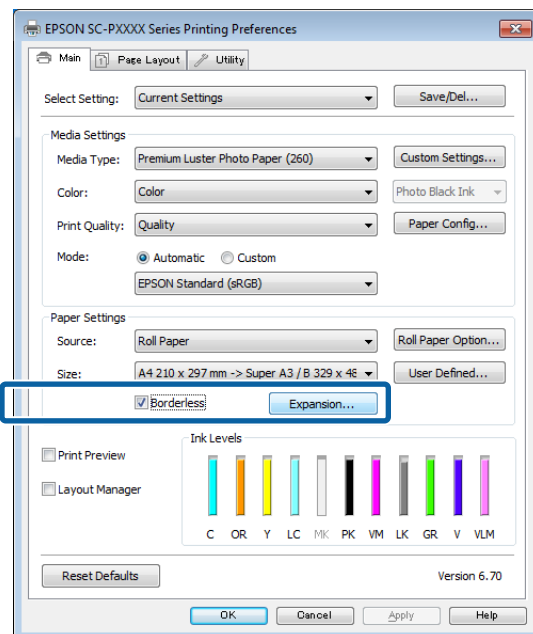 EPSON SC-PXXXX Series Printing Preferences
Main Page Layout Utility
Select Setting: Current Settings Save/Del...
Media Settings
Media Type: Premium Luster Photo Paper (260) Custom Settings...
Color: Color Photo Black Ink
Print Quality: Quality Paper Config...
Mode: Automatic Custom
EPSON Standard (sRGB)
Paper Settings
Source: Roll Paper Roll Paper Option...
Size: A4 210 x 297 mm -> Super A3 / B 329 x 48 User Defined...
Borderless Expansion...
Print Preview
Layout Manager
Ink Levels
C OR Y LC MK PK VM LK GR V VLM
Reset Defaults Version 6.70
OK Cancel Apply Help